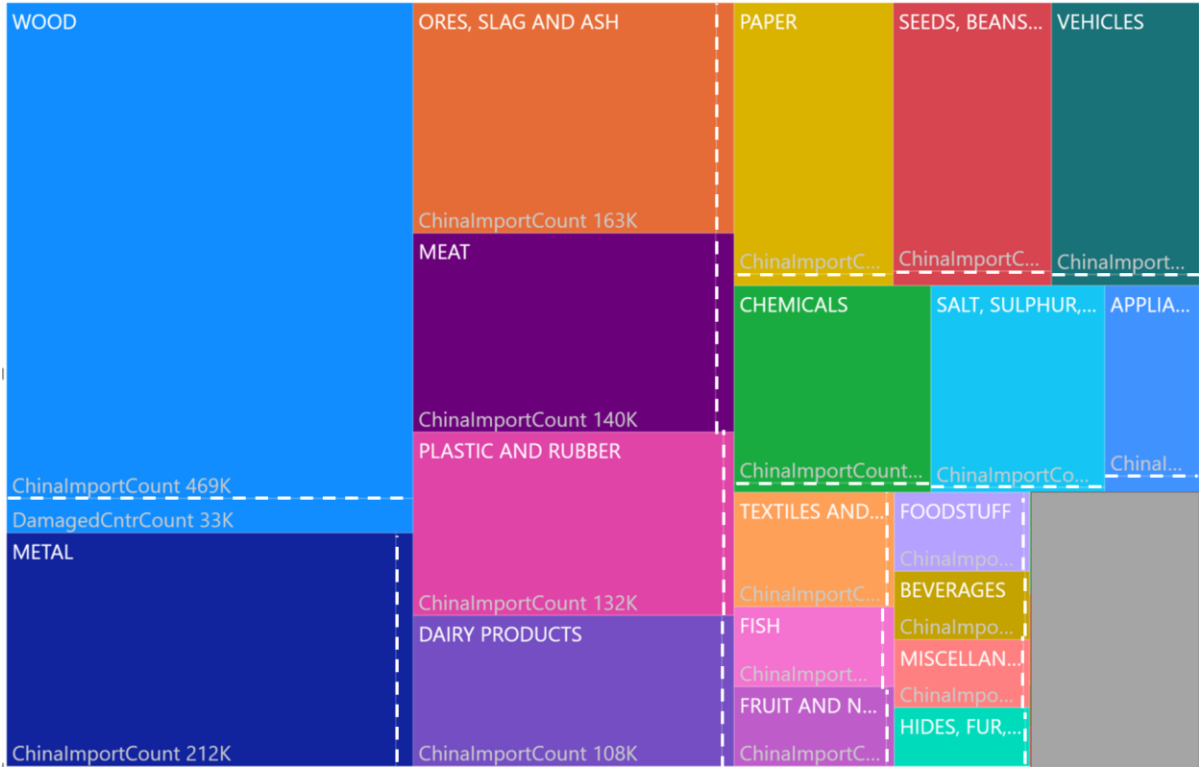 WOOD
ChinaImportCount 469K
DamagedCntrCount 33K
METAL
ChinaImportCount 212K
ORES, SLAG AND ASH
ChinaImportCount 163K
MEAT
ChinaImportCount 140K
PLASTIC AND RUBBER
ChinaImportCount 132K
DAIRY PRODUCTS
ChinaImportCount 108K
PAPER
ChinaImportC...
SEEDS, BEANS...
ChinaImportC...
VEHICLES
ChinaImport...
CHEMICALS
ChinaImportCount...
SALT, SULPHUR,...
ChinaImportCo...
APPLIA...
ChinaI...
TEXTILES AND...
ChinaImportC...
FISH
ChinaImport...
FRUIT AND N...
ChinaImportC...
FOODSTUFF
ChinaImpo...
BEVERAGES
ChinaImpo...
MISCELLAN...
ChinaImpo...
HIDES, FUR,...